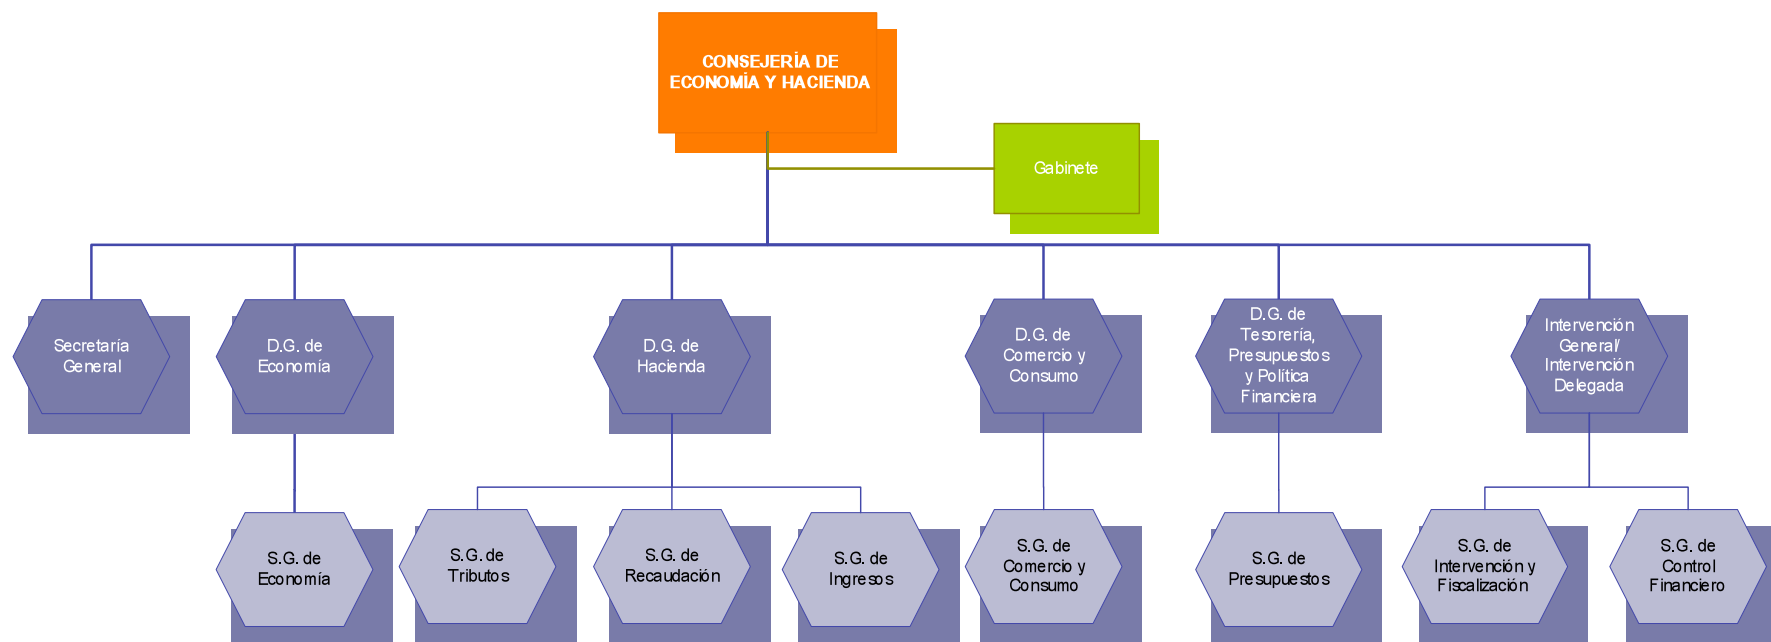 CONSEJERÍA DE
ECONOMÍA Y HACIENDA
Gabinete
Secretaría
General
D.G. de
Economía
D.G. de
Hacienda
D.G. de
Comercio y
Consumo
D.G. de
Tesorería,
Presupuestos
y Política
Financiera
Intervención
General/
Intervención
Delegada
S.G. de
Economía
S.G. de
Tributos
S.G. de
Recaudación
S.G. de
Ingresos
S.G. de
Comercio y
Consumo
S.G. de
Presupuestos
S.G. de
Intervención y
Fiscalización
S.G. de
Control
Financiero